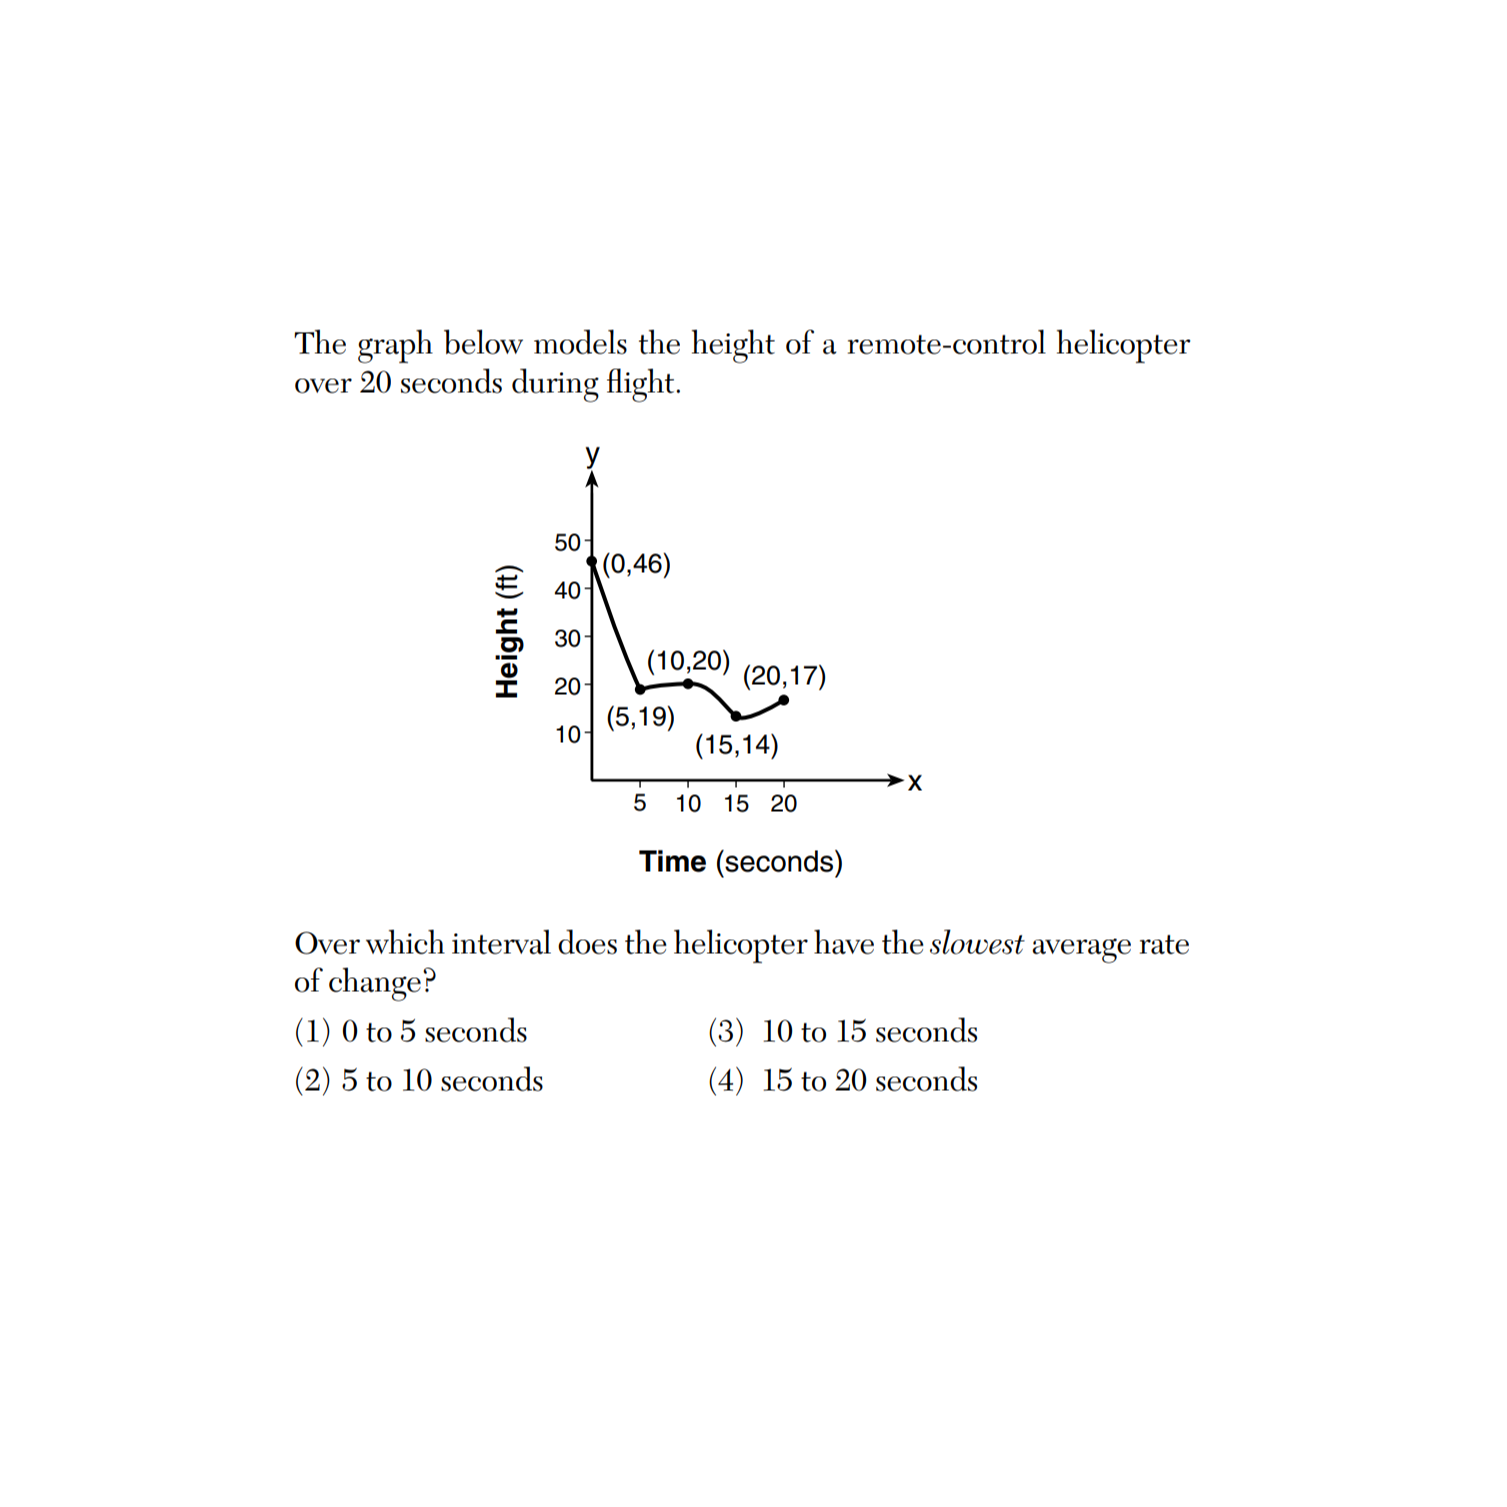 The graph below models the height of a remote-control helicopter
over 20 seconds during flight.
y
50
(0,46)
40
30
(10,20)
(20,17)
20
(5,19)
10
(15,14)
x
5 10 15 20
Height (ft)
Time (seconds)
Over which interval does the helicopter have the slowest average rate
of change?
(1) 0 to 5 seconds (3) 10 to 15 seconds
(2) 5 to 10 seconds (4) 15 to 20 seconds